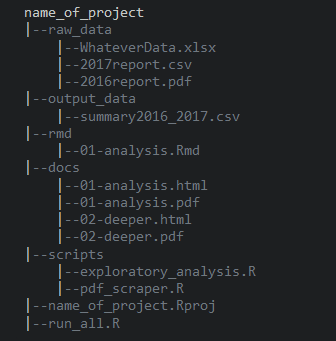 name_of_project
|--raw_data
    |--WhateverData.xlsx
    |--2017report.csv
    |--2016report.pdf
|--output_data
    |--summary2016_2017.csv
|--rmd
    |--01-analysis.Rmd
|--docs
    |--01-analysis.html
    |--01-analysis.pdf
    |--02-deeper.html
    |--02-deeper.pdf
|--scripts
    |--exploratory_analysis.R
    |--pdf_scraper.R
|--name_of_project.Rproj
|--run_all.R